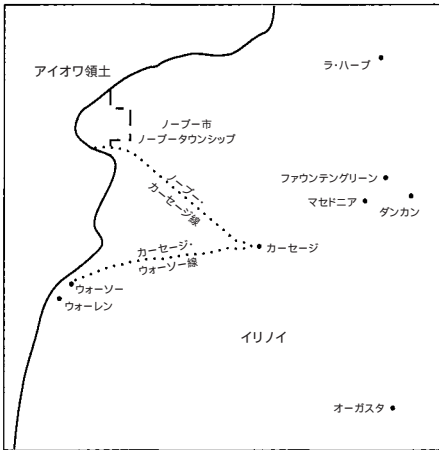 ラ・ハープ
アイオワ領土
ノーブー市
ノーブータウンシップ
ファウンテングリーン
マセドニア
ダンカン
ノーブー・
カーセージ線
カーセージ
カーセージ・
ウォーソー線
ウォーソー
ウォーレン
イリノイ
オーガスタ